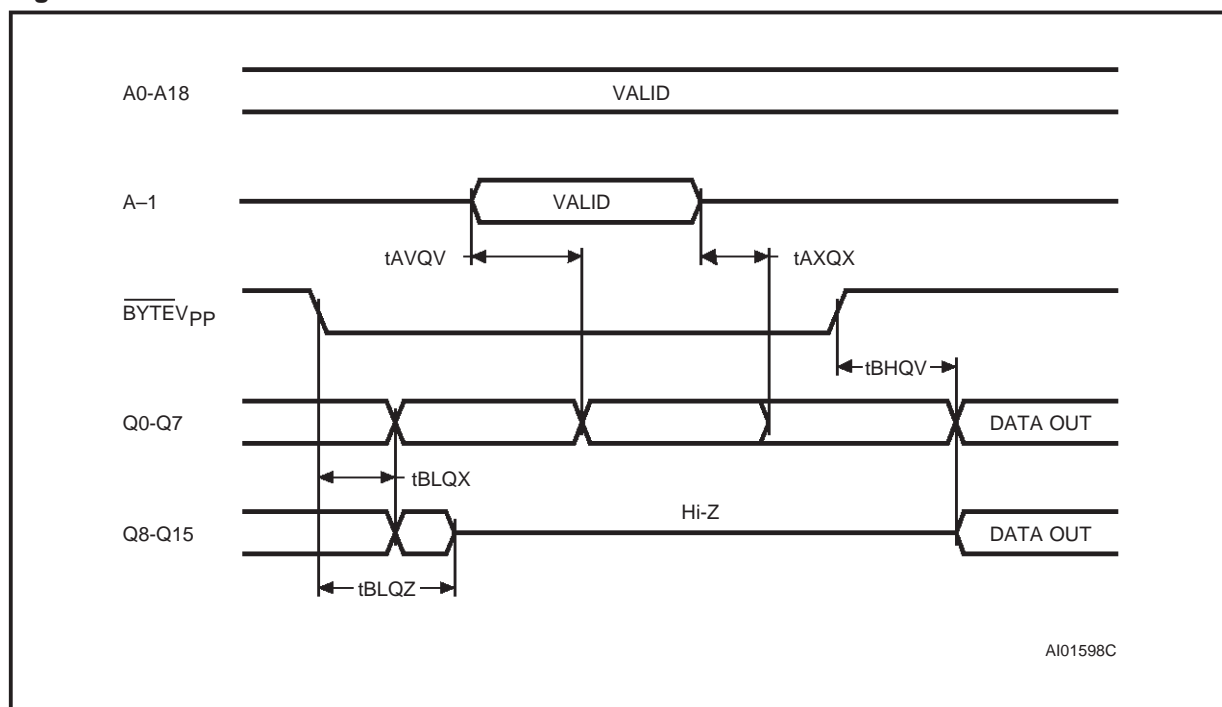 A0-A18 VALID
A–1 VALID
tAVQV tAXQX
BYTEVPP
tBHQV
Q0-Q7 DATA OUT
tBLQX
Hi-Z
Q8-Q15 DATA OUT
tBLQZ
AI01598C